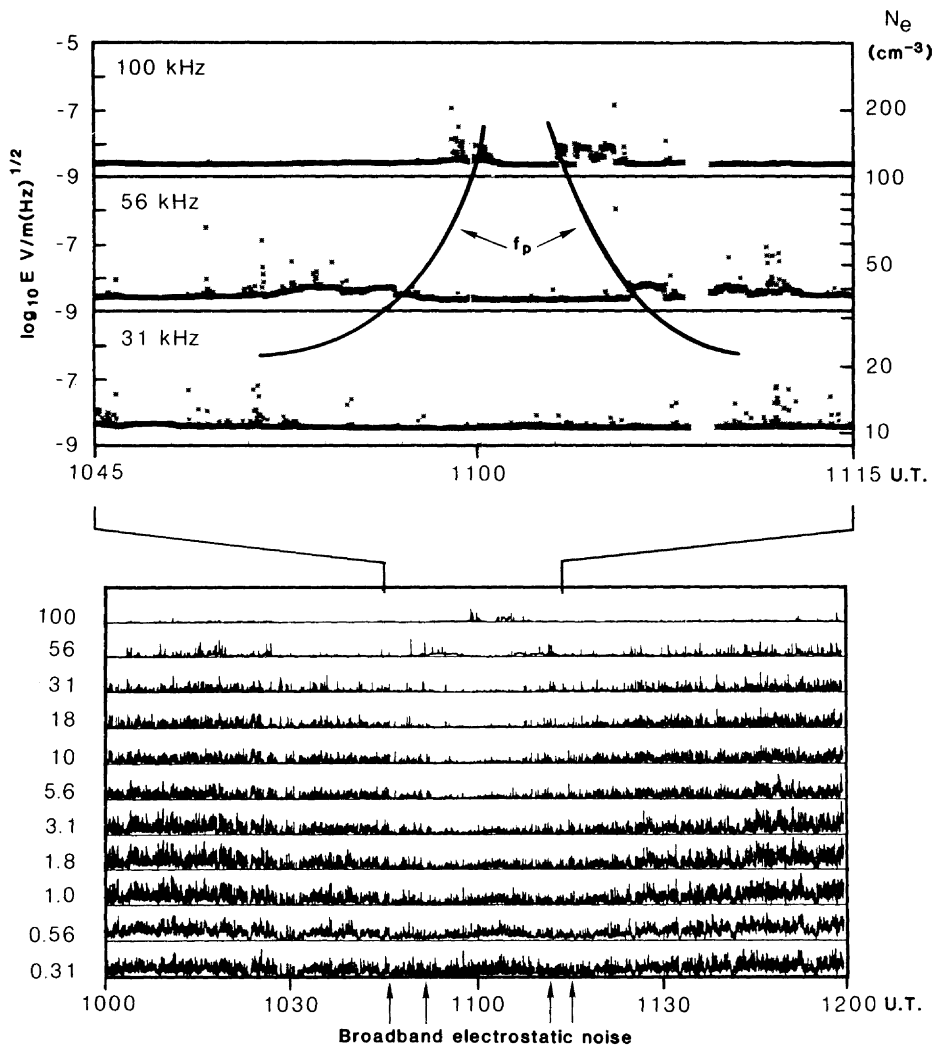 Ne
(cm-3)
-5
100 kHz
-7
200
-9
100
56 kHz
fp
-7
50
-9
31 kHz
20
-7
10
-9
log10 E V/m(Hz)1/2
1045
1100
1115 U.T.
100
56
31
18
10
5.6
3.1
1.8
1.0
0.56
0.31
1000
1030
1100
1130
1200 U.T.
Broadband electrostatic noise